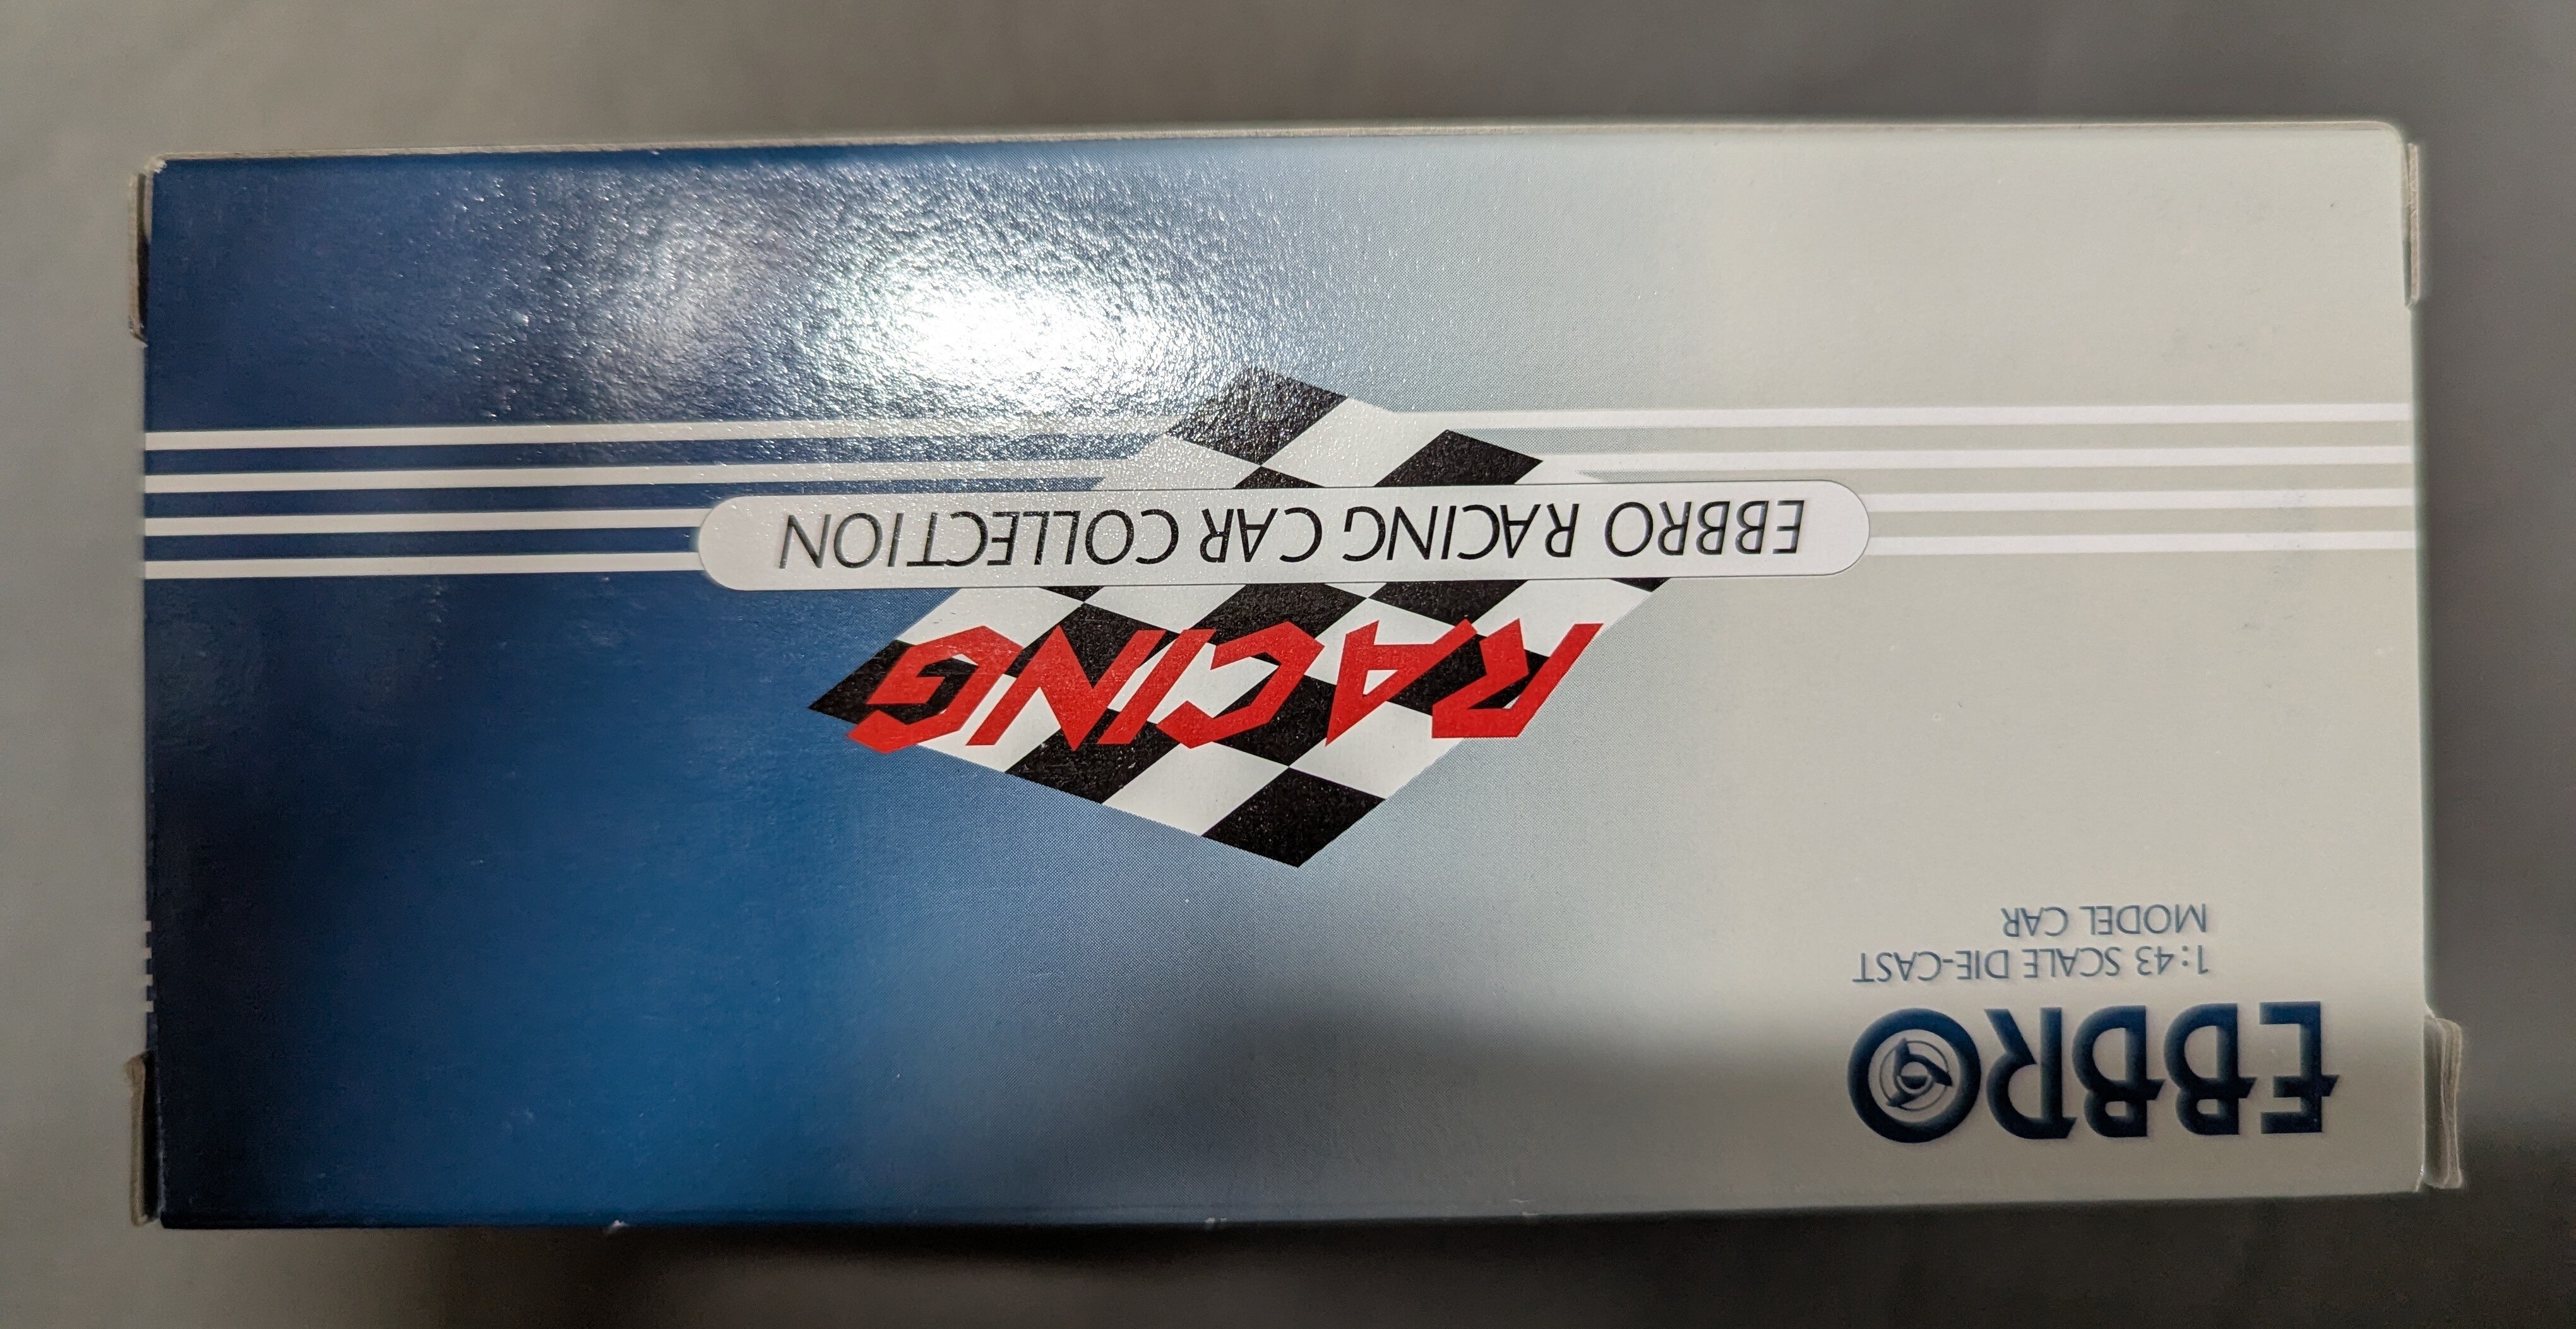 EBBRO
1:43 SCALE DIE-CAST
MODEL CAR
RACING
EBBRO RACING CAR COLLECTION